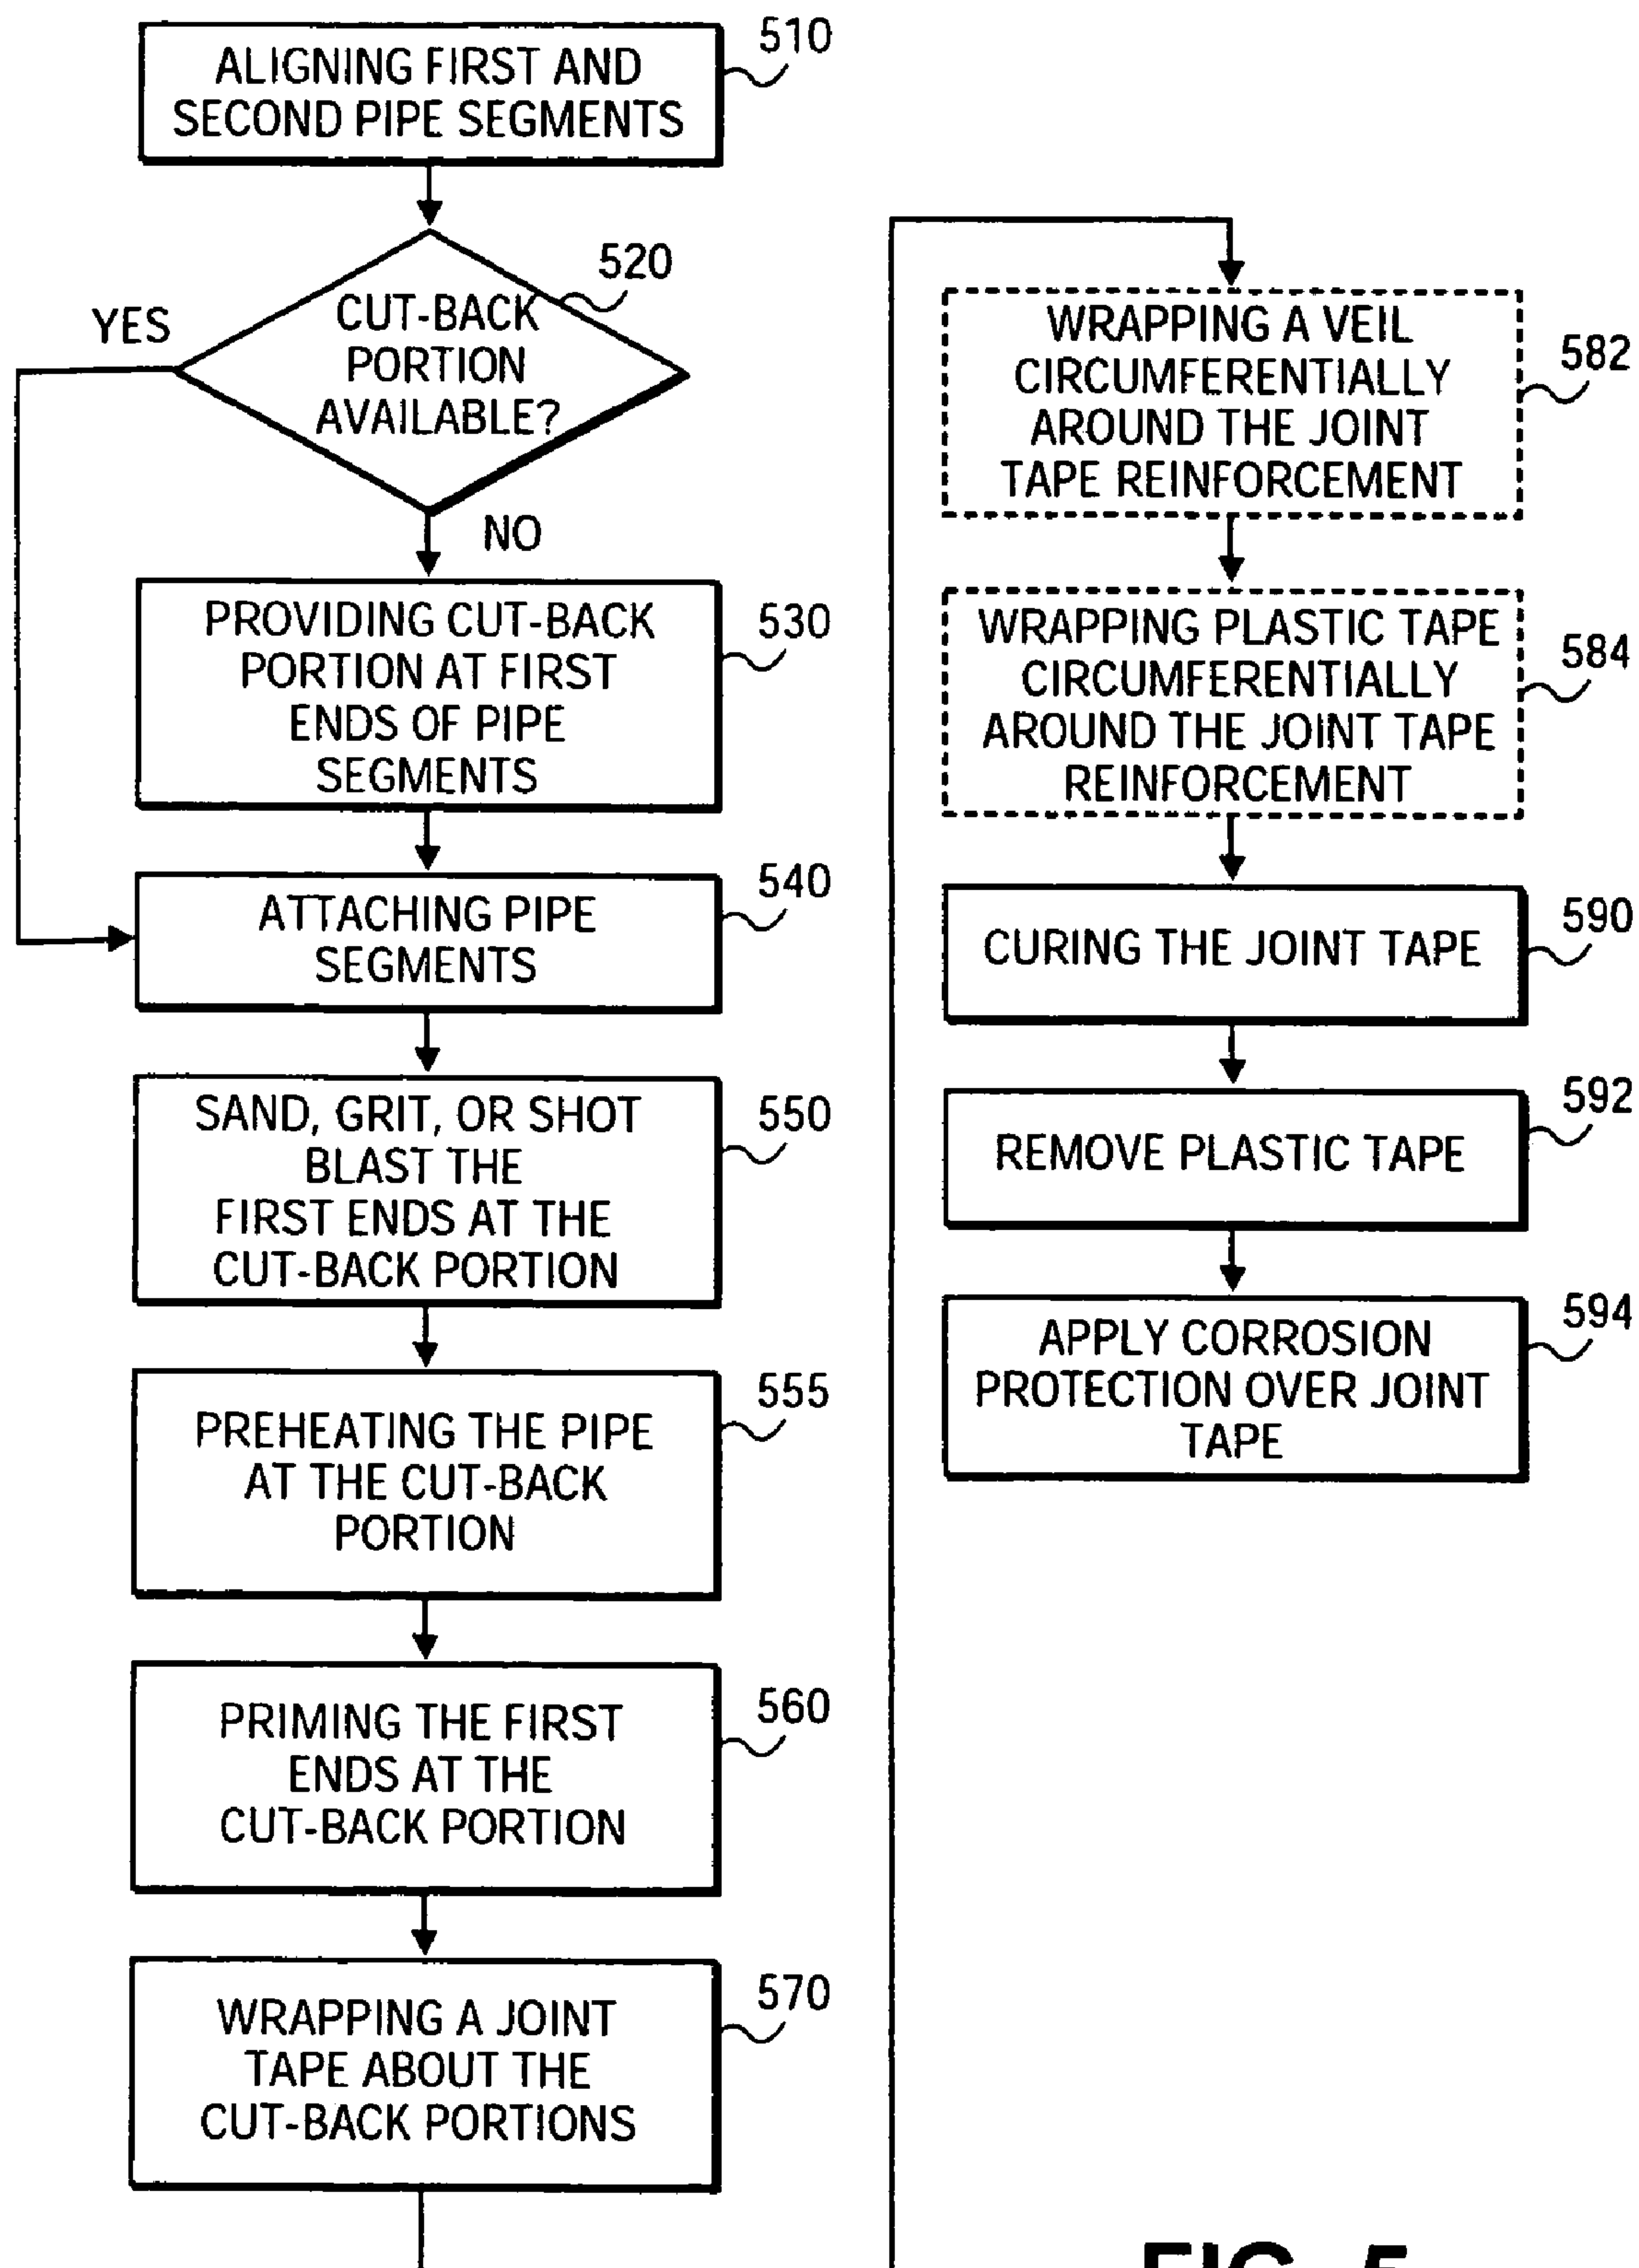 ALIGNING FIRST AND
SECOND PIPE SEGMENTS
510
CUT-BACK
PORTION
AVAILABLE?
520
YES
NO
PROVIDING CUT-BACK
PORTION AT FIRST
ENDS OF PIPE
SEGMENTS
530
ATTACHING PIPE
SEGMENTS
540
SAND, GRIT, OR SHOT
BLAST THE
FIRST ENDS AT THE
CUT-BACK PORTION
550
PREHEATING THE PIPE
AT THE CUT-BACK
PORTION
555
PRIMING THE FIRST
ENDS AT THE
CUT-BACK PORTION
560
WRAPPING A JOINT
TAPE ABOUT THE
CUT-BACK PORTIONS
570
WRAPPING A VEIL
CIRCUMFERENTIALLY
AROUND THE JOINT
TAPE REINFORCEMENT
582
WRAPPING PLASTIC TAPE
CIRCUMFERENTIALLY
AROUND THE JOINT TAPE
REINFORCEMENT
584
CURING THE JOINT TAPE
590
REMOVE PLASTIC TAPE
592
APPLY CORROSION
PROTECTION OVER JOINT
TAPE
594
FIG. 5